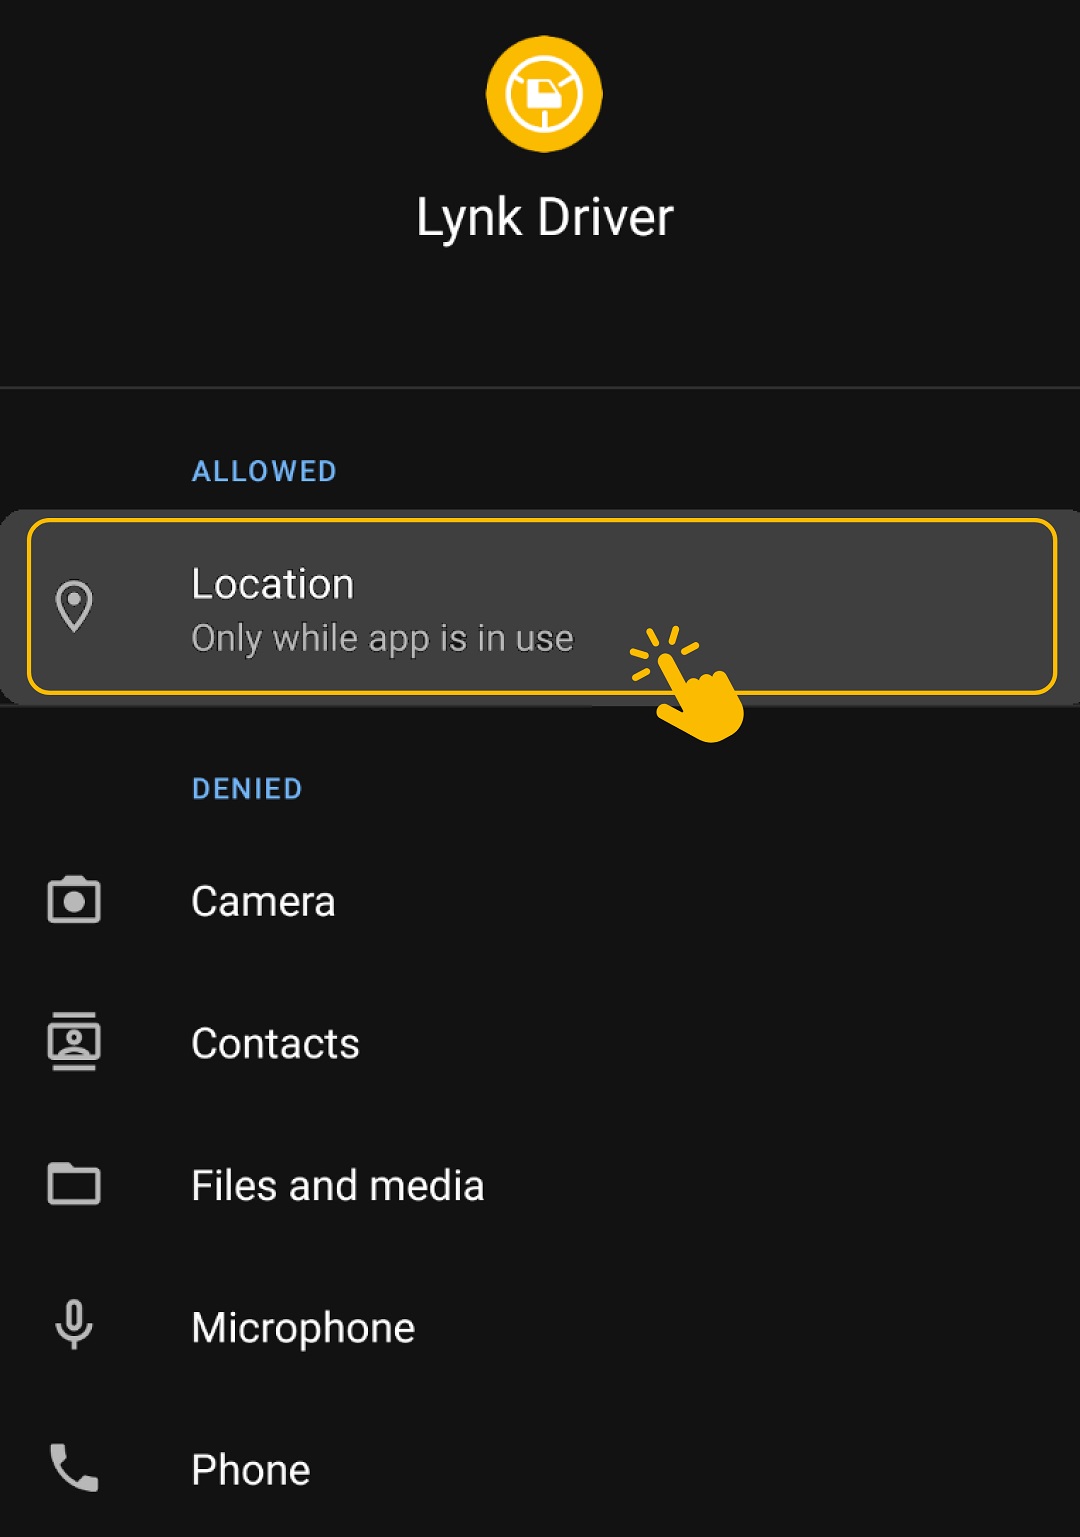 Lynk Driver
ALLOWED
Location
Only while app is in use
DENIED
Camera
Contacts
Files and media
Microphone
Phone